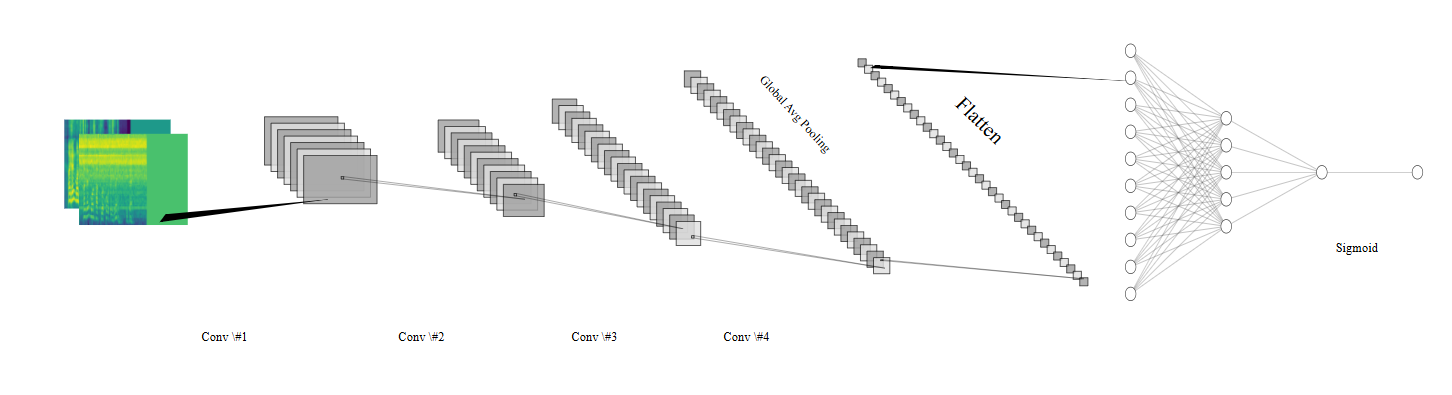 Global Avg Pooling
Flatten
Sigmoid
Conv \#1
Conv \#2
Conv \#3
Conv \#4